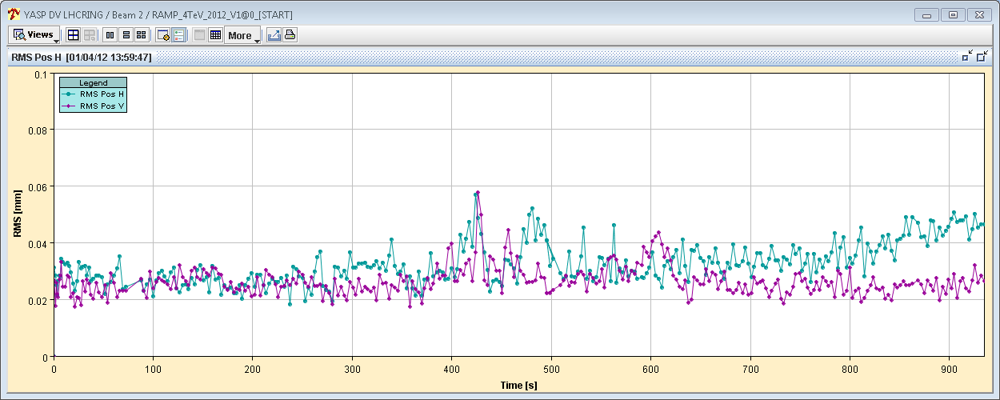 YASP DV LHCRING / Beam 2 / RAMP_4TeV_2012_V1@0_[START]
Views
More
RMS Pos H [01/04/12 13:59:47]
Legend
RMS Pos H
RMS Pos V
RMS [mm]
0.1
0.08
0.06
0.04
0.02
0
0 100 200 300 400 500 600 700 800 900
Time [s]